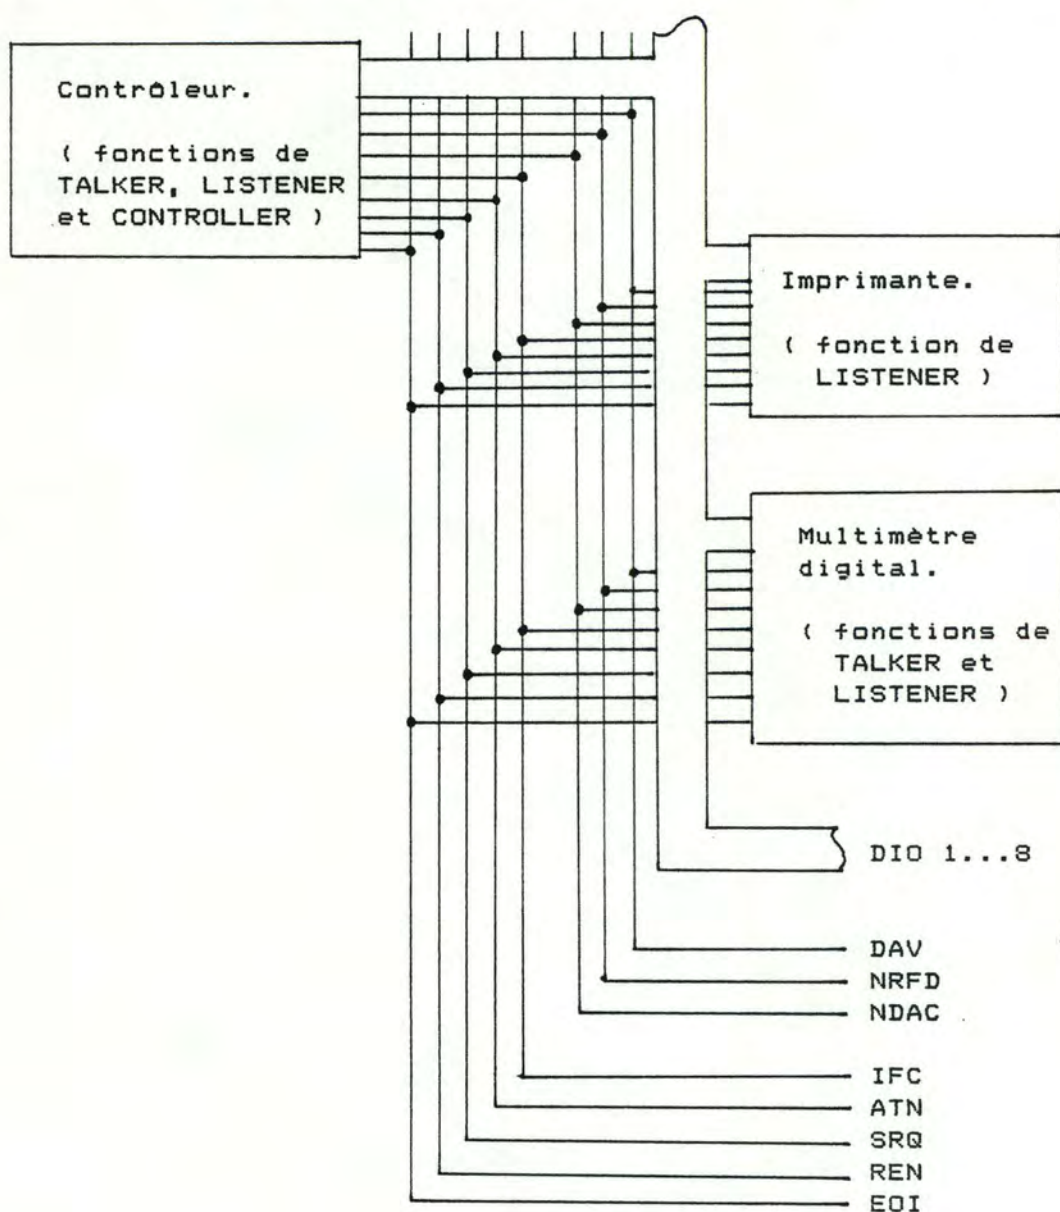 Contrôleur.
( fonctions de
TALKER, LISTENER
et CONTROLLER )
Imprimante.
( fonction de
LISTENER )
Multimètre
digital.
( fonctions de
TALKER et
LISTENER )
DIO 1...8
DAV
NRFD
NDAC
IFC
ATN
SRQ
REN
EOI